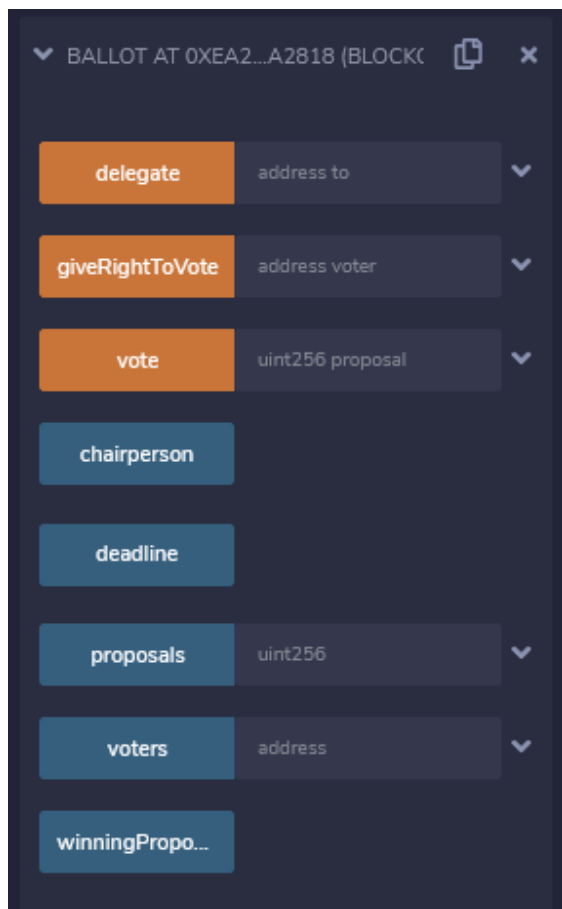 BALLOT AT 0XEA2...A2818 (BLOCKC
delegate address to
giveRightToVote address voter
vote uint256 proposal
chairperson
deadline
proposals uint256
voters address
winningPropo...